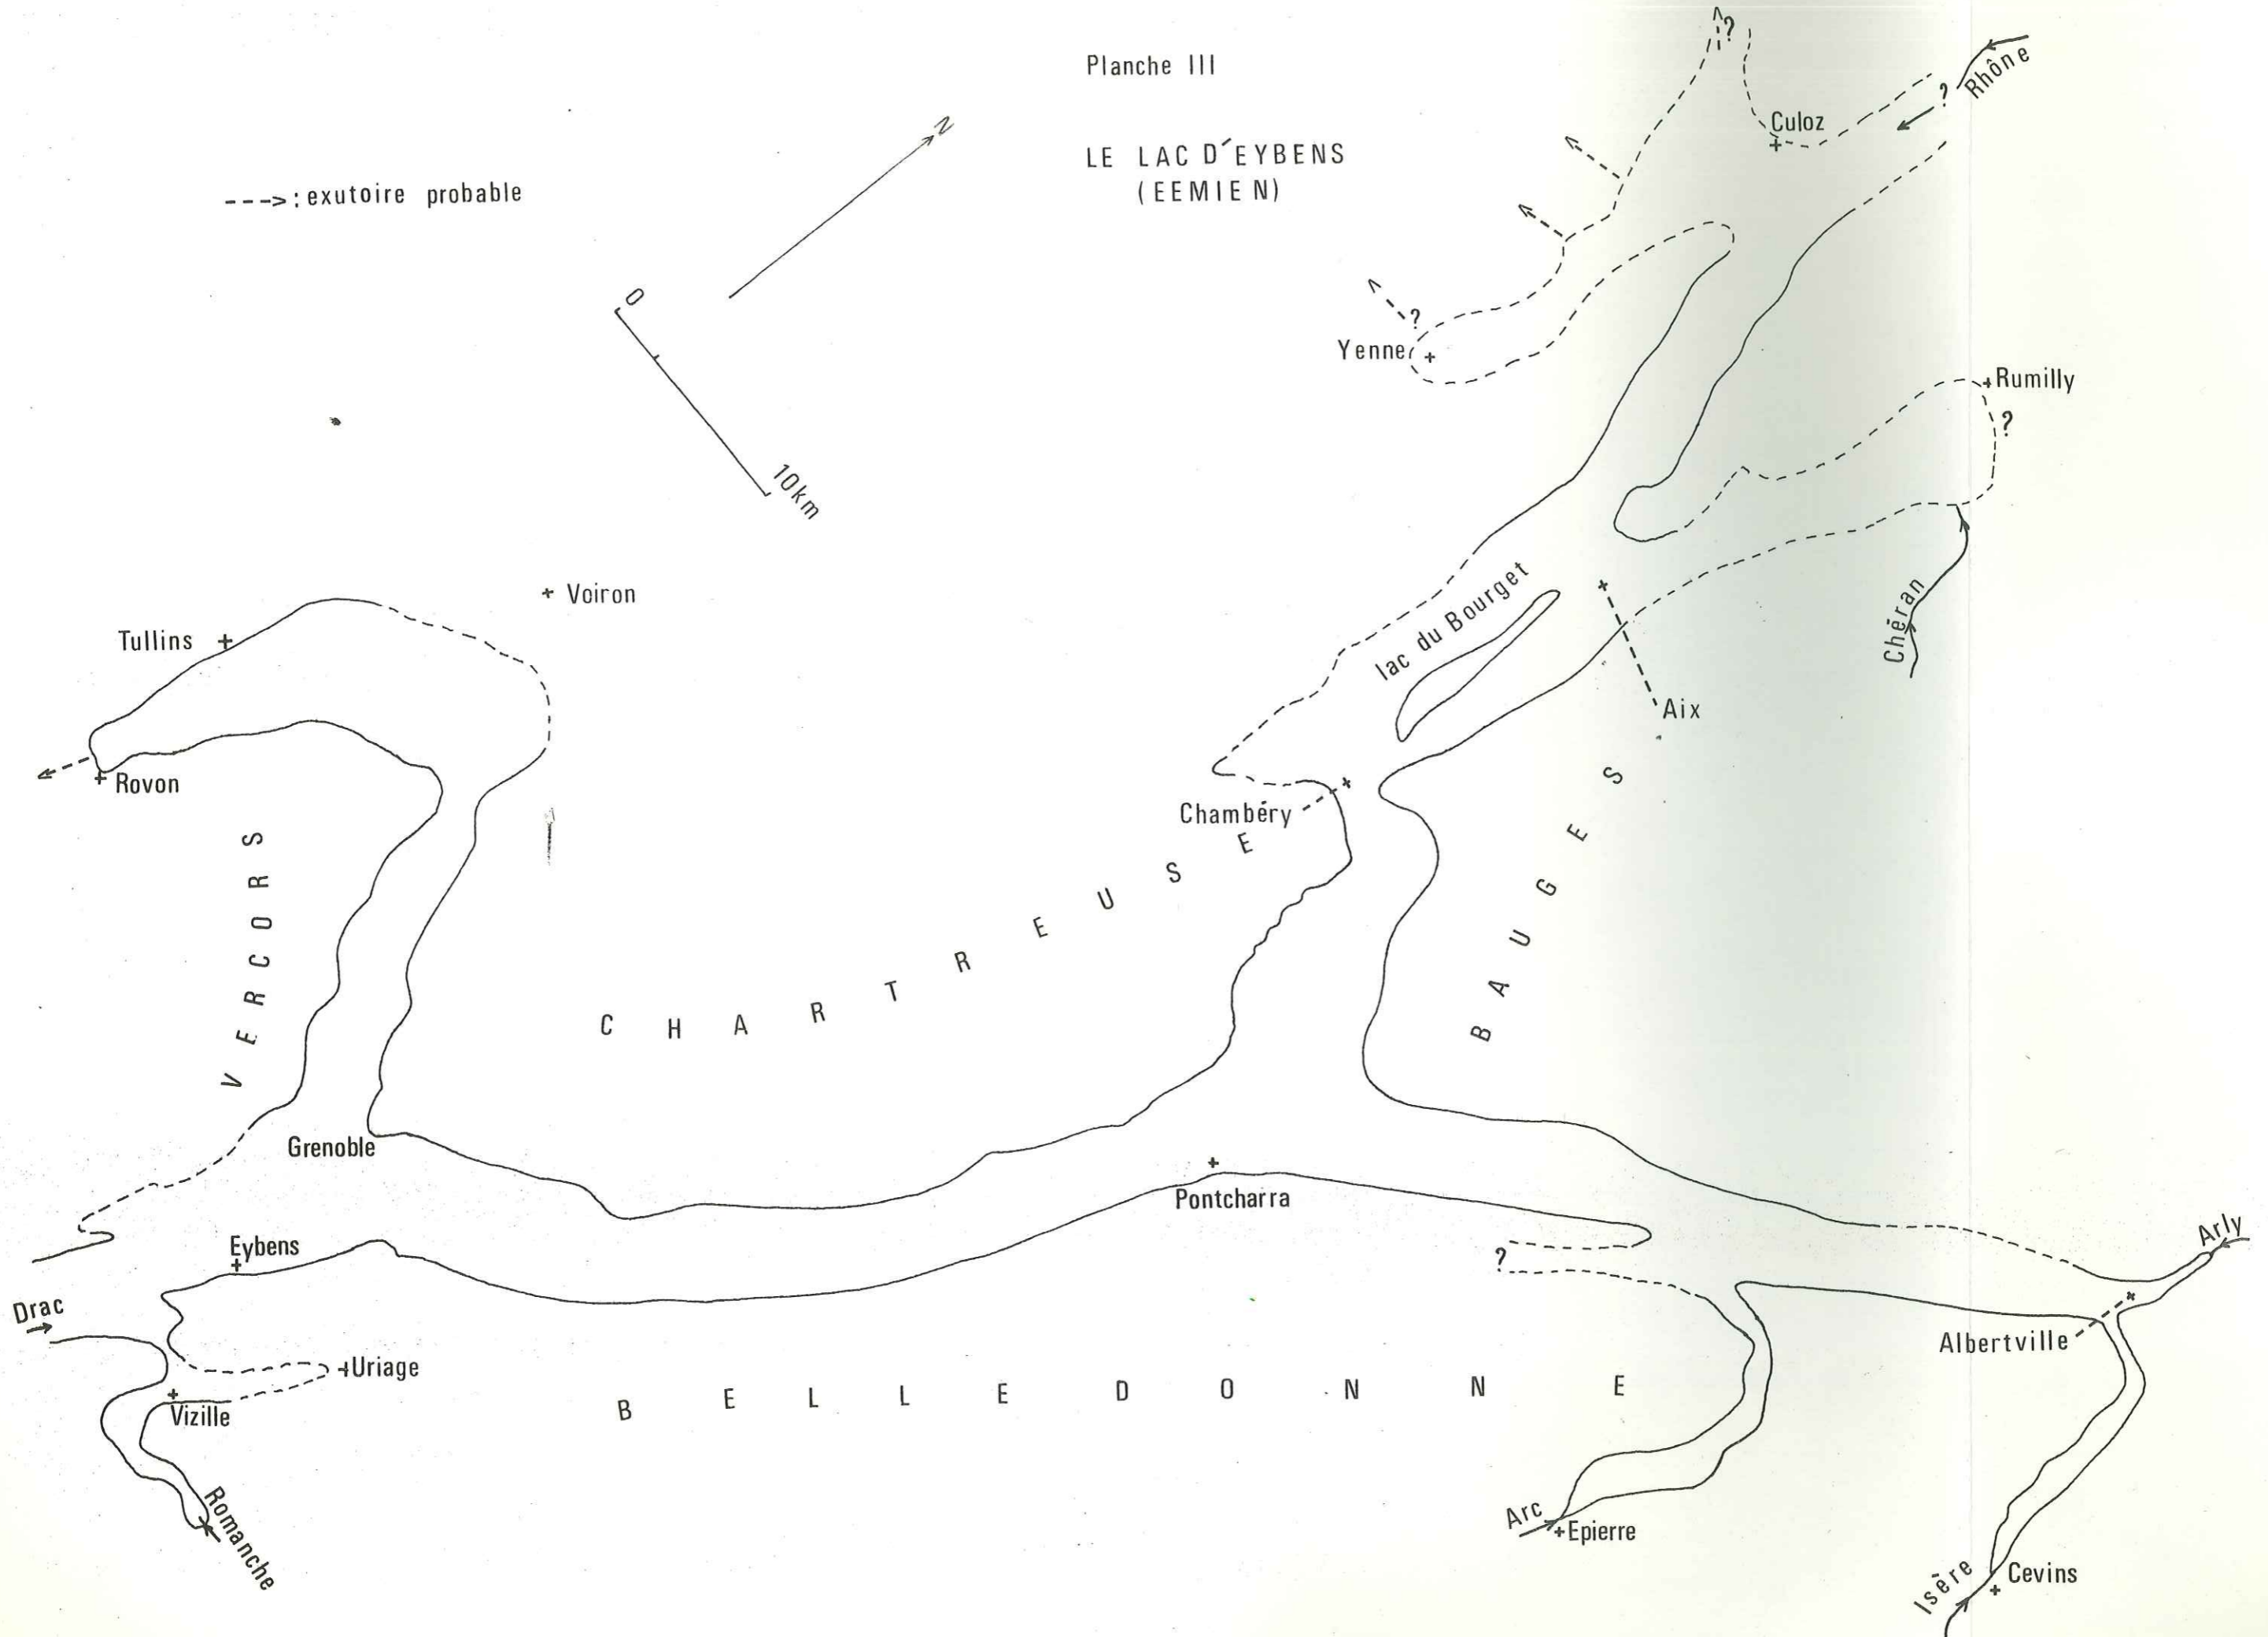 Planche III
LE LAC D'EYBENS
(EEMIEN)
---> : exutoire probable
N
0
10km
?
Rhône
?
Culoz
?
Yenne
Rumilly
?
Chéran
lac du Bourget
Aix
Voiron
Tullins
Rovon
Chambéry
VERCORS
CHARTREUSE
BAUGES
Grenoble
Pontcharra
Eybens
?
Arly
Drac
Albertville
Uriage
Vizille
BELLEDONNE
Romanche
Arc
Epierre
Isère
Cevins